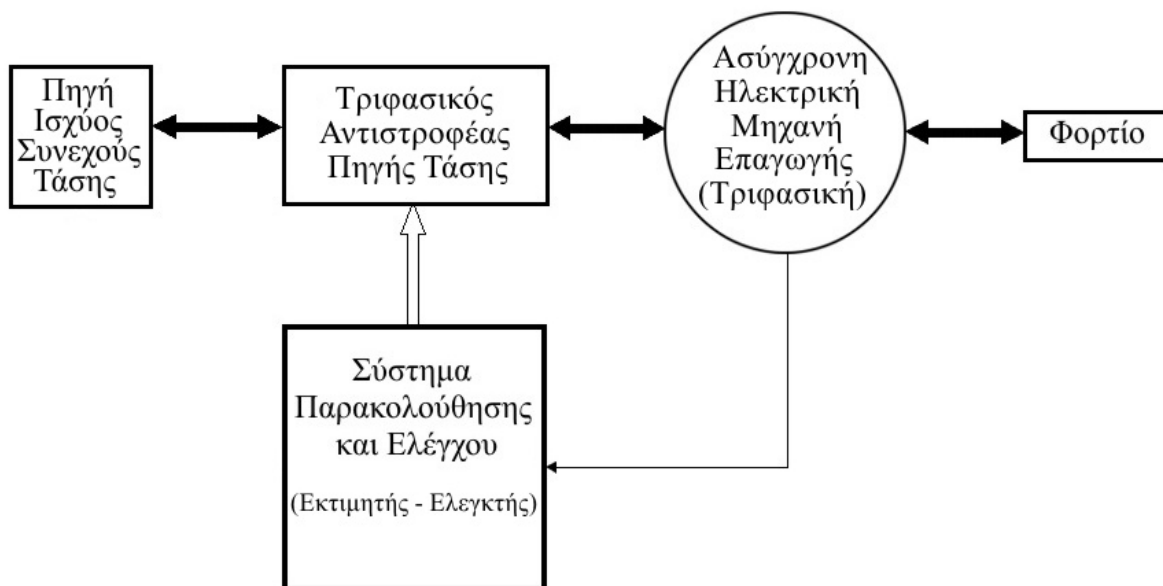 Πηγή
Ισχύος
Συνεχούς
Τάσης
Τριφασικός
Αντιστροφέας
Πηγής Τάσης
Ασύγχρονη
Ηλεκτρική
Μηχανή
Επαγωγής
(Τριφασική)
Φορτίο
Σύστημα
Παρακολούθησης
και Ελέγχου
(Εκτιμητής - Ελεγκτής)